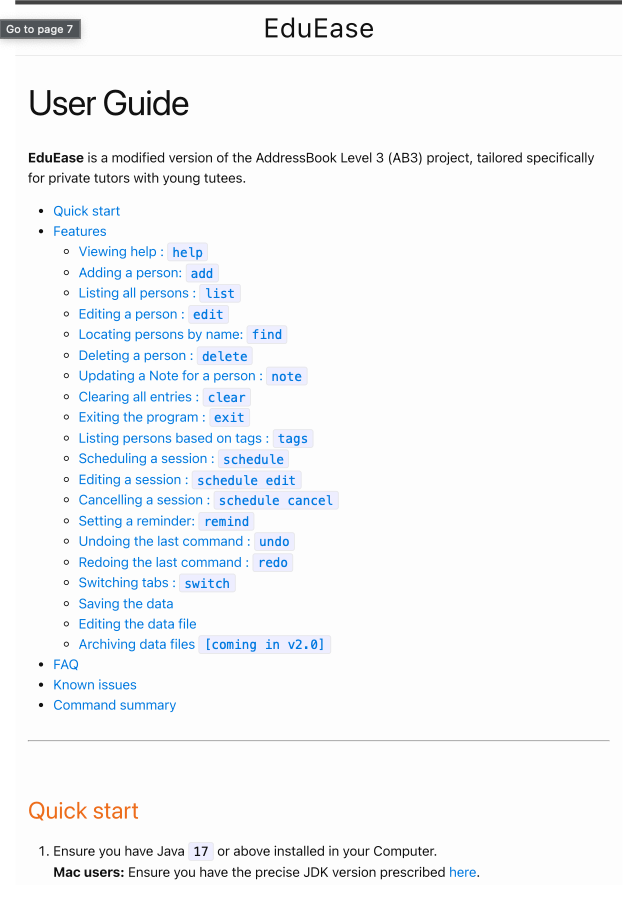 EduEase
Go to page 7
User Guide
EduEase is a modified version of the AddressBook Level 3 (AB3) project, tailored specifically
for private tutors with young tutees.
• Quick start
• Features
◦ Viewing help : help
◦ Adding a person: add
◦ Listing all persons : list
◦ Editing a person : edit
◦ Locating persons by name: find
◦ Deleting a person : delete
◦ Updating a Note for a person : note
◦ Clearing all entries : clear
◦ Exiting the program : exit
◦ Listing persons based on tags : tags
◦ Scheduling a session : schedule
◦ Editing a session : schedule edit
◦ Cancelling a session : schedule cancel
◦ Setting a reminder: remind
◦ Undoing the last command : undo
◦ Redoing the last command : redo
◦ Switching tabs : switch
◦ Saving the data
◦ Editing the data file
◦ Archiving data files [coming in v2.0]
• FAQ
• Known issues
• Command summary
Quick start
1. Ensure you have Java 17 or above installed in your Computer.
Mac users: Ensure you have the precise JDK version prescribed here.